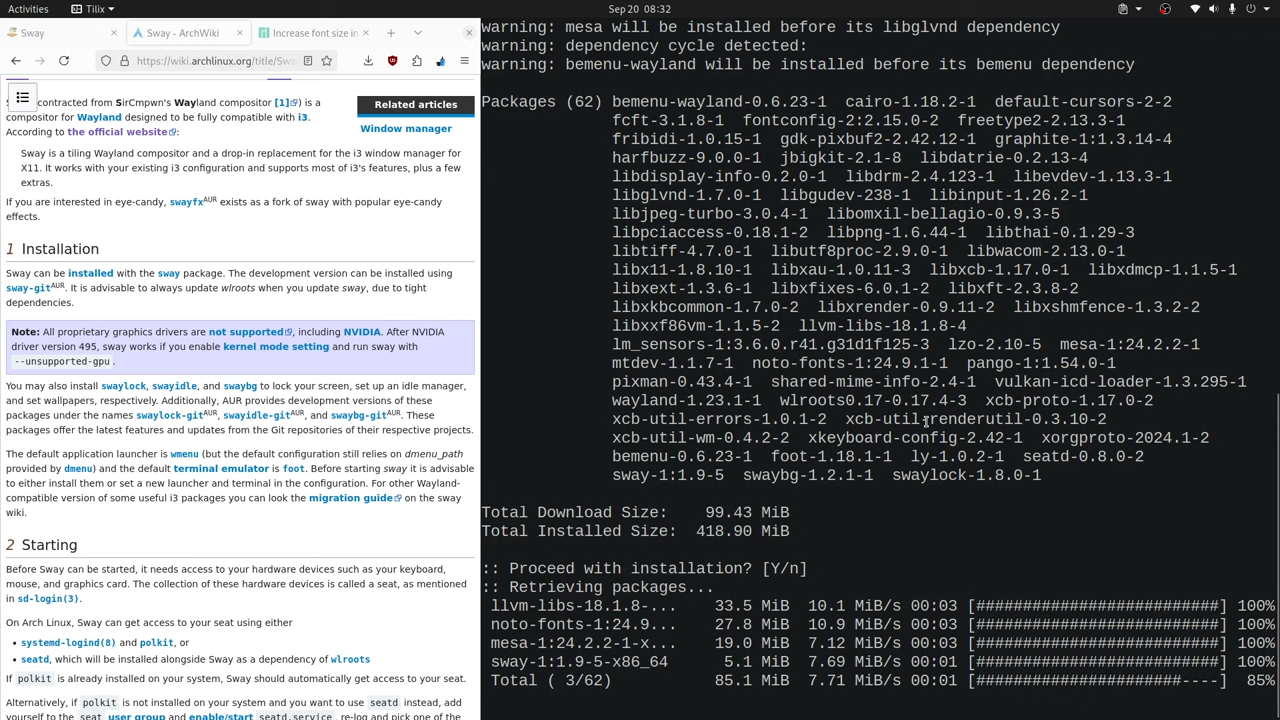 Activities
Tilix
Sep 20 08:32
Sway
Sway - ArchWiki
Increase font size in
https://wiki.archlinux.org/title/Swa
contracted from SirCmpwn's Wayland compositor [1]) is a
compositor for Wayland designed to be fully compatible with i3.
According to the official website:
Related articles
Window manager
Sway is a tiling Wayland compositor and a drop-in replacement for the i3 window manager for
X11. It works with your existing i3 configuration and supports most of i3's features, plus a few
extras.
If you are interested in eye-candy, swayfxAUR exists as a fork of sway with popular eye-candy
effects.
1 Installation
Sway can be installed with the sway package. The development version can be installed using
sway-gitAUR. It is advisable to always update wlroots when you update sway, due to tight
dependencies.
Note: All proprietary graphics drivers are not supported, including NVIDIA. After NVIDIA
driver version 495, sway works if you enable kernel mode setting and run sway with
--unsupported-gpu.
You may also install swaylock, swayidle, and swaybg to lock your screen, set up an idle manager,
and set wallpapers, respectively. Additionally, AUR provides development versions of these
packages under the names swaylock-gitAUR, swayidle-gitAUR, and swaybg-gitAUR. These
packages offer the latest features and updates from the Git repositories of their respective projects.
The default application launcher is wmenu (but the default configuration still relies on dmenu_path
provided by dmenu) and the default terminal emulator is foot. Before starting sway it is advisable
to either install them or set a new launcher and terminal in the configuration. For other Wayland-
compatible version of some useful i3 packages you can look the migration guide on the sway
wiki.
2 Starting
Before Sway can be started, it needs access to your hardware devices such as your keyboard,
mouse, and graphics card. The collection of these hardware devices is called a seat, as mentioned
in sd-login(3).
On Arch Linux, Sway can get access to your seat using either
• systemd-logind(8) and polkit, or
• seatd, which will be installed alongside Sway as a dependency of wlroots
If polkit is already installed on your system, Sway should automatically get access to your seat.
Alternatively, if polkit is not installed on your system and you want to use seatd instead, add
yourself to the seat user group and enable/start seatd.service, re-log and pick one of the
warning: mesa will be installed before its libglvnd dependency
warning: dependency cycle detected:
warning: bemenu-wayland will be installed before its bemenu dependency
Packages (62) bemenu-wayland-0.6.23-1 cairo-1.18.2-1 default-cursors-2-2
fcft-3.1.8-1 fontconfig-2:2.15.0-2 freetype2-2.13.3-1
fribidi-1.0.15-1 gdk-pixbuf2-2.42.12-1 graphite-1:1.3.14-4
harfbuzz-9.0.0-1 jbigkit-2.1-8 libdatrie-0.2.13-4
libdisplay-info-0.2.0-1 libdrm-2.4.123-1 libevdev-1.13.3-1
libglvnd-1.7.0-1 libgudev-238-1 libinput-1.26.2-1
libjpeg-turbo-3.0.4-1 libomxil-bellagio-0.9.3-5
libpciaccess-0.18.1-2 libpng-1.6.44-1 libthai-0.1.29-3
libtiff-4.7.0-1 libutf8proc-2.9.0-1 libwacom-2.13.0-1
libx11-1.8.10-1 libxau-1.0.11-3 libxcb-1.17.0-1 libxdmcp-1.1.5-1
libxext-1.3.6-1 libxfixes-6.0.1-2 libxft-2.3.8-2
libxkbcommon-1.7.0-2 libxrender-0.9.11-2 libxshmfence-1.3.2-2
libxxf86vm-1.1.5-2 llvm-libs-18.1.8-4
lm_sensors-1:3.6.0.r41.g31d1f125-3 lzo-2.10-5 mesa-1:24.2.2-1
mtdev-1.1.7-1 noto-fonts-1:24.9.1-1 pango-1:1.54.0-1
pixman-0.43.4-1 shared-mime-info-2.4-1 vulkan-icd-loader-1.3.295-1
wayland-1.23.1-1 wlroots0.17-0.17.4-3 xcb-proto-1.17.0-2
xcb-util-errors-1.0.1-2 xcb-util-renderutil-0.3.10-2
xcb-util-wm-0.4.2-2 xkeyboard-config-2.42-1 xorgproto-2024.1-2
bemenu-0.6.23-1 foot-1.18.1-1 ly-1.0.2-1 seatd-0.8.0-2
sway-1:1.9-5 swaybg-1.2.1-1 swaylock-1.8.0-1
Total Download Size: 99.43 MiB
Total Installed Size: 418.90 MiB
:: Proceed with installation? [Y/n]
:: Retrieving packages...
llvm-libs-18.1.8-... 33.5 MiB 10.1 MiB/s 00:03 [##########################] 100%
noto-fonts-1:24.9... 27.8 MiB 10.9 MiB/s 00:03 [##########################] 100%
mesa-1:24.2.2-1-x... 19.0 MiB 7.12 MiB/s 00:03 [##########################] 100%
sway-1:1.9-5-x86_64 5.1 MiB 7.69 MiB/s 00:01 [##########################] 100%
Total ( 3/62) 85.1 MiB 7.71 MiB/s 00:01 [######################----] 85%